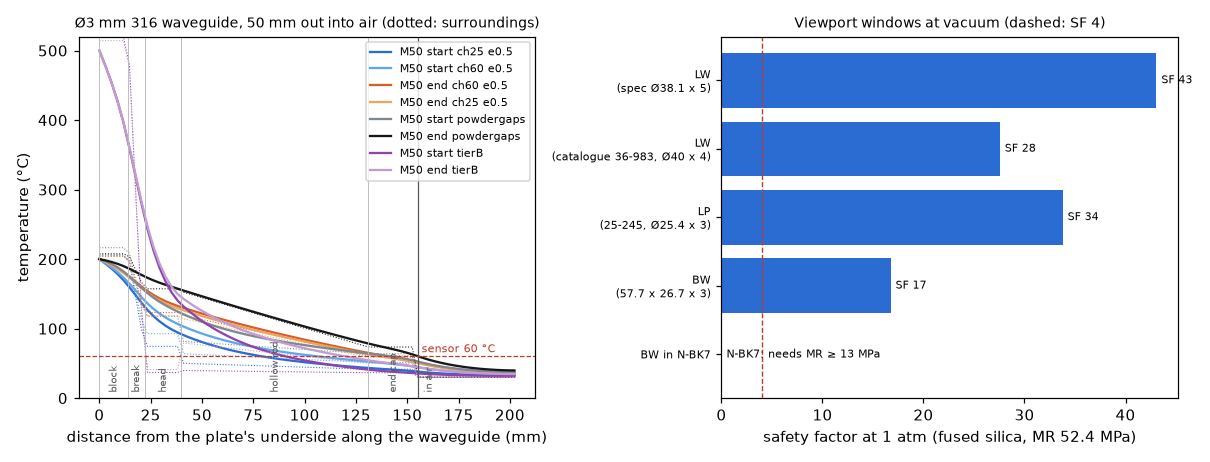 Ø3 mm 316 waveguide, 50 mm out into air (dotted: surroundings)
temperature (°C)
500
400
300
200
100
0
M50 start ch25 e0.5
M50 start ch60 e0.5
M50 end ch60 e0.5
M50 end ch25 e0.5
M50 start powdergaps
M50 end powdergaps
M50 start tierB
M50 end tierB
sensor 60 °C
block
break
head
in air
0
25
50
75
100
125
150
175
200
distance from the plate's underside along the waveguide (mm)
Viewport windows at vacuum (dashed: SF 4)
LW
(spec Ø38.1 x 5)
SF 43
LW
(catalogue 36-983, Ø40 x 4)
SF 28
LP
(25-245, Ø25.4 x 3)
SF 34
BW
(57.7 x 26.7 x 3)
SF 17
BW in N-BK7
N-BK7: needs MR ≥ 13 MPa
0
10
20
30
40
safety factor at 1 atm (fused silica, MR 52.4 MPa)